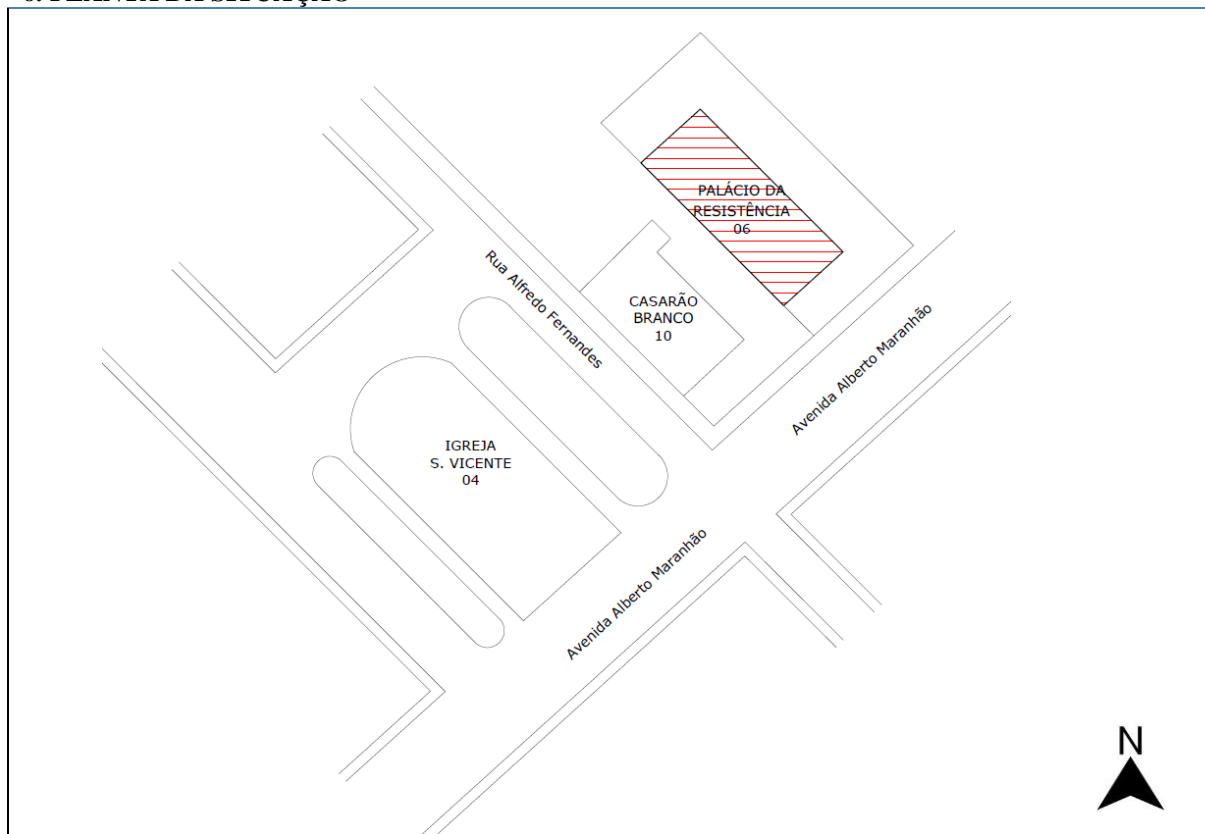 PALÁCIO DA
RESISTÊNCIA
06
Rua Alfredo Fernandes
CASARÃO
BRANCO
10
Avenida Alberto Maranhão
IGREJA
S. VICENTE
04
Avenida Alberto Maranhão
N